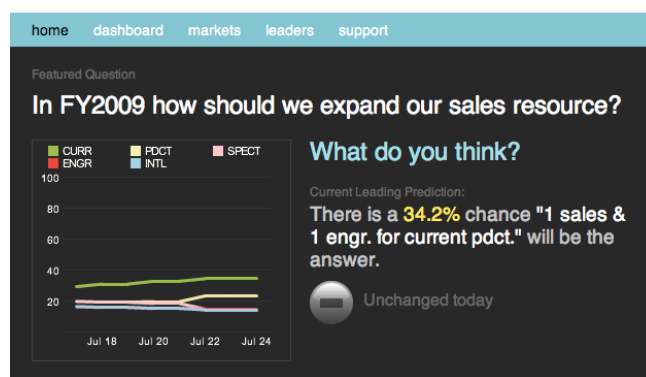 home dashboard markets leaders support
Featured Question
In FY2009 how should we expand our sales resource?
CURR PDCT SPECT
ENGR INTL
100
80
60
40
20
Jul 18 Jul 20 Jul 22 Jul 24
What do you think?
Current Leading Prediction:
There is a 34.2% chance "1 sales &
1 engr. for current pdct." will be the
answer.
Unchanged today